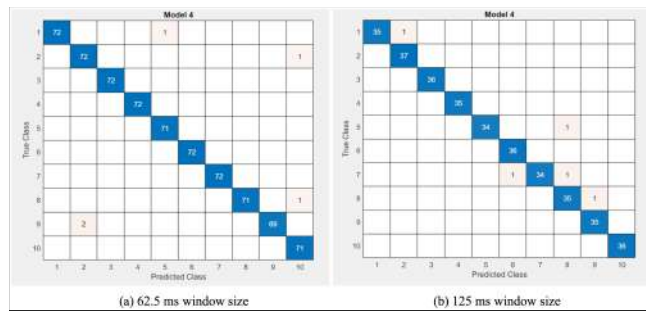 Model 4
1 72 1
2 72 1
3 72
4 72
5 71
6 72
7 72
8 71 1
9 2 69
10 71
True Class
1 2 3 4 5 6 7 8 9 10
Predicted Class
(a) 62.5 ms window size
Model 4
1 35 1
2 37
3 36
4 35
5 34 1
6 36
7 1 34 1
8 35 1
9 35
10 36
True Class
1 2 3 4 5 6 7 8 9 10
Predicted Class
(b) 125 ms window size